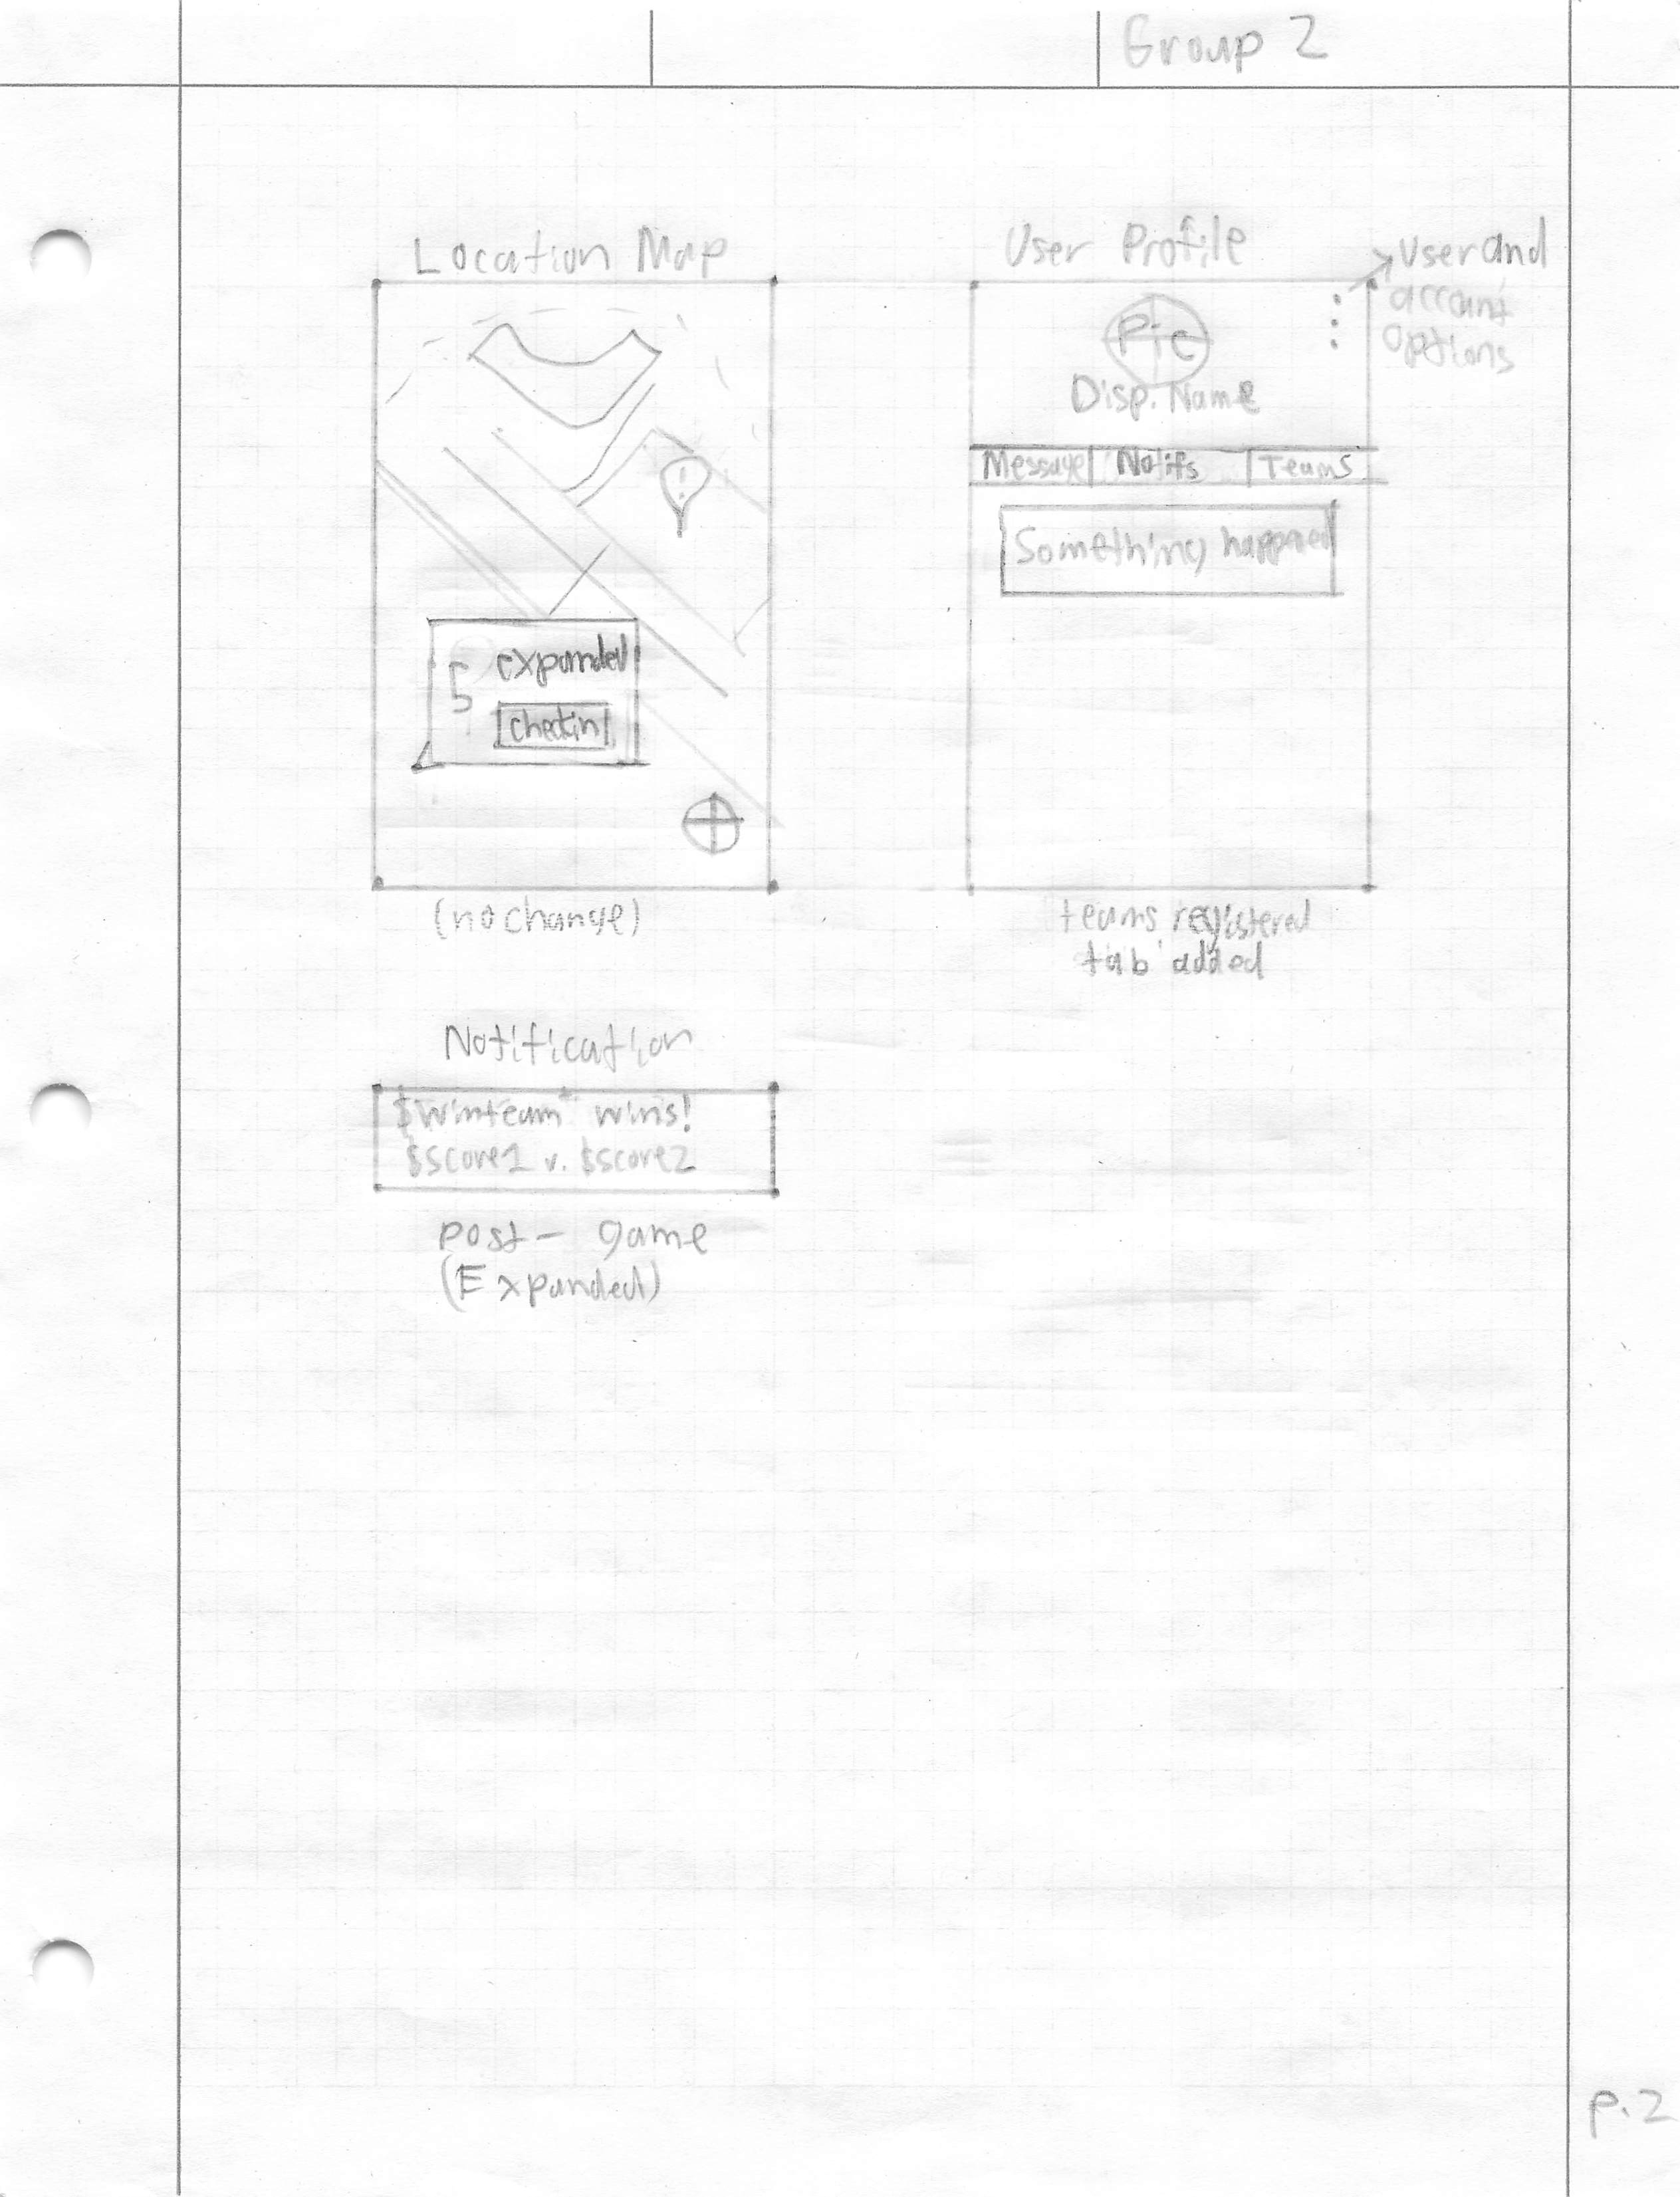 Group 2
Location Map
!
5 expanded
checkin
(no change)
User Profile
User and
account
options
Pic
Disp. Name
Message Notifs Teams
Something happened
teams registered
tab added
Notification
$winteam wins!
$score1 v. $score2
post- game
(Expanded)
p.2